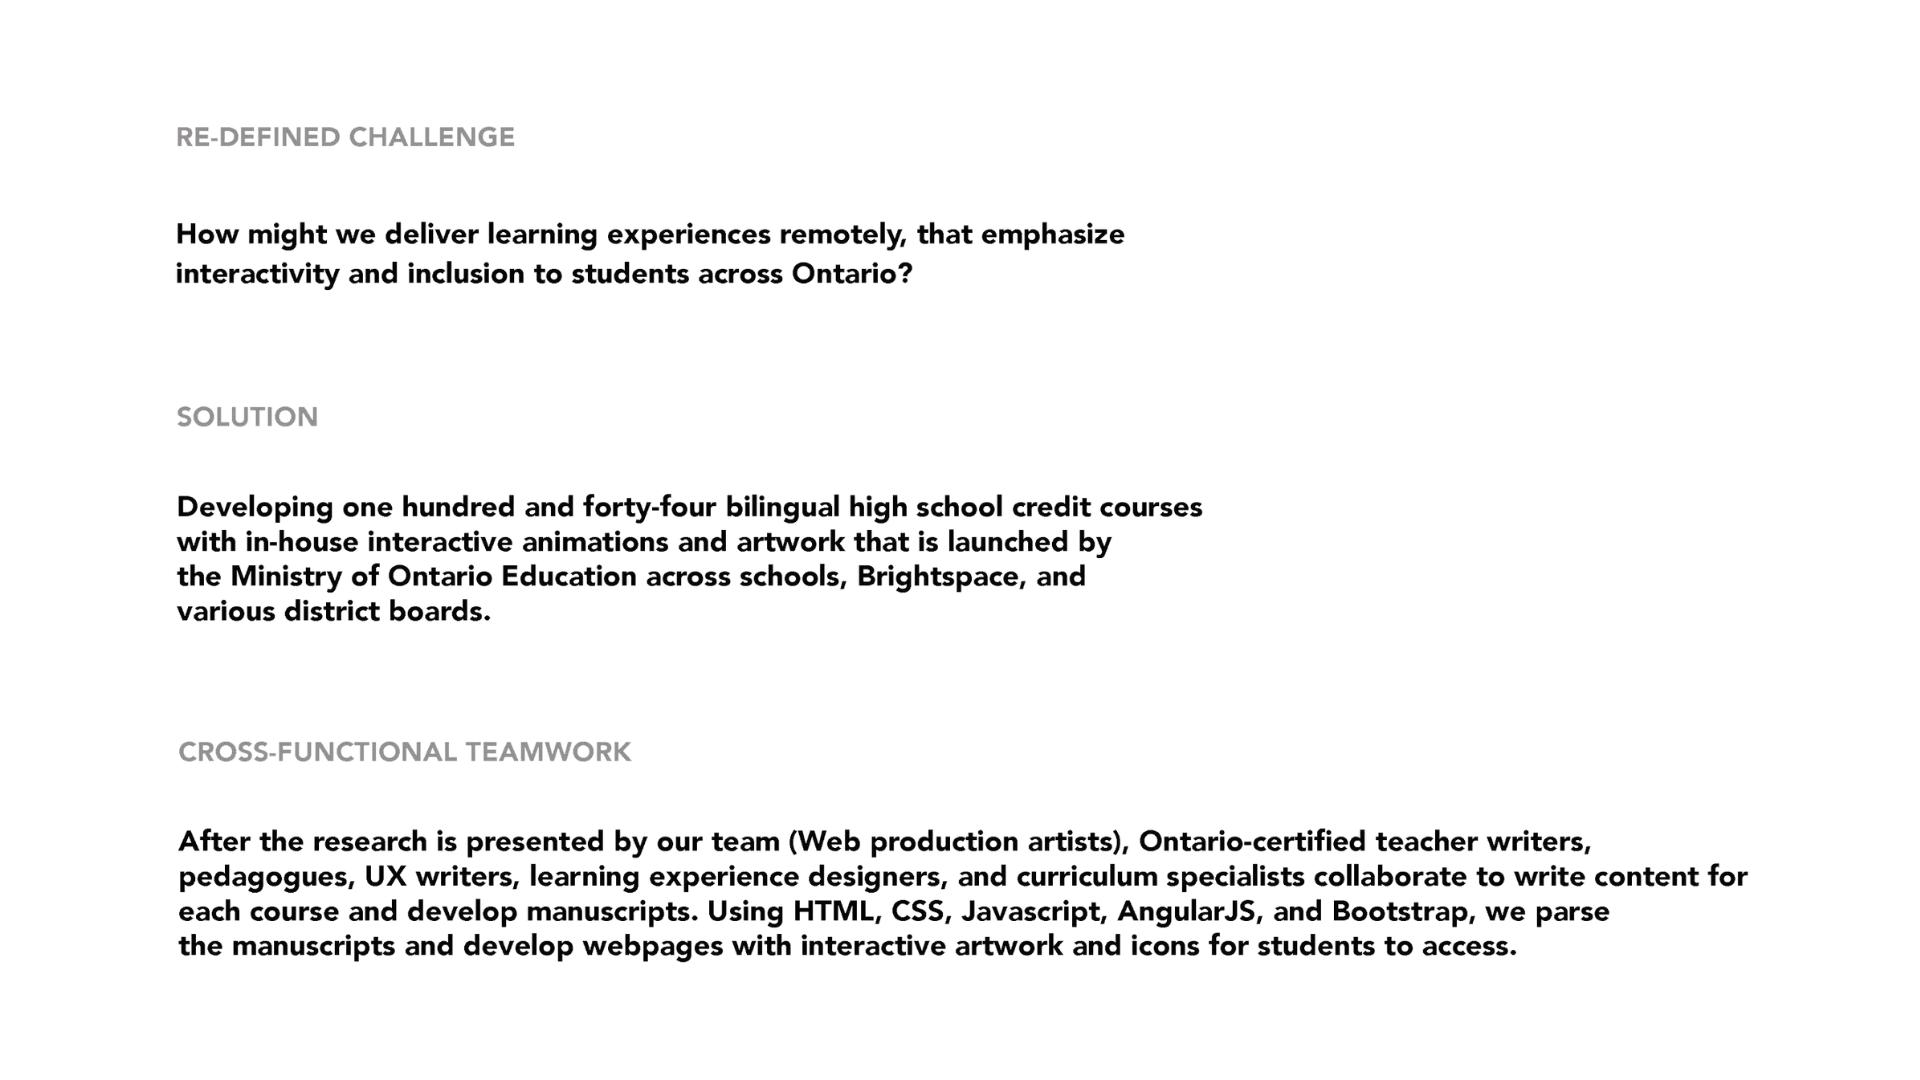 RE-DEFINED CHALLENGE
How might we deliver learning experiences remotely, that emphasize
interactivity and inclusion to students across Ontario?
SOLUTION
Developing one hundred and forty-four bilingual high school credit courses
with in-house interactive animations and artwork that is launched by
the Ministry of Ontario Education across schools, Brightspace, and
various district boards.
CROSS-FUNCTIONAL TEAMWORK
After the research is presented by our team (Web production artists), Ontario-certified teacher writers,
pedagogues, UX writers, learning experience designers, and curriculum specialists collaborate to write content for
each course and develop manuscripts. Using HTML, CSS, Javascript, AngularJS, and Bootstrap, we parse
the manuscripts and develop webpages with interactive artwork and icons for students to access.